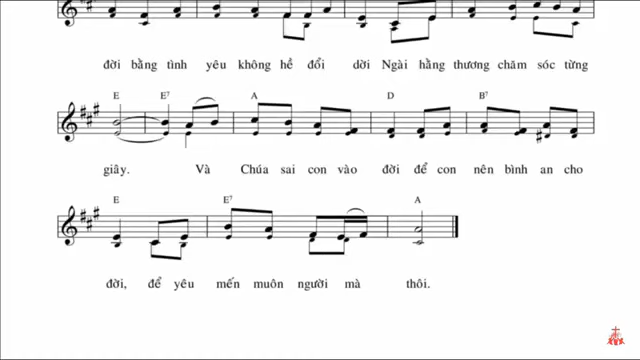 đời bằng tình yêu không hề đổi dời Ngài hằng thương chăm sóc từng
E E7 A D B7
giây. Và Chúa sai con vào đời để con nên bình an cho
E E7 A
đời, để yêu mến muôn người mà thôi.